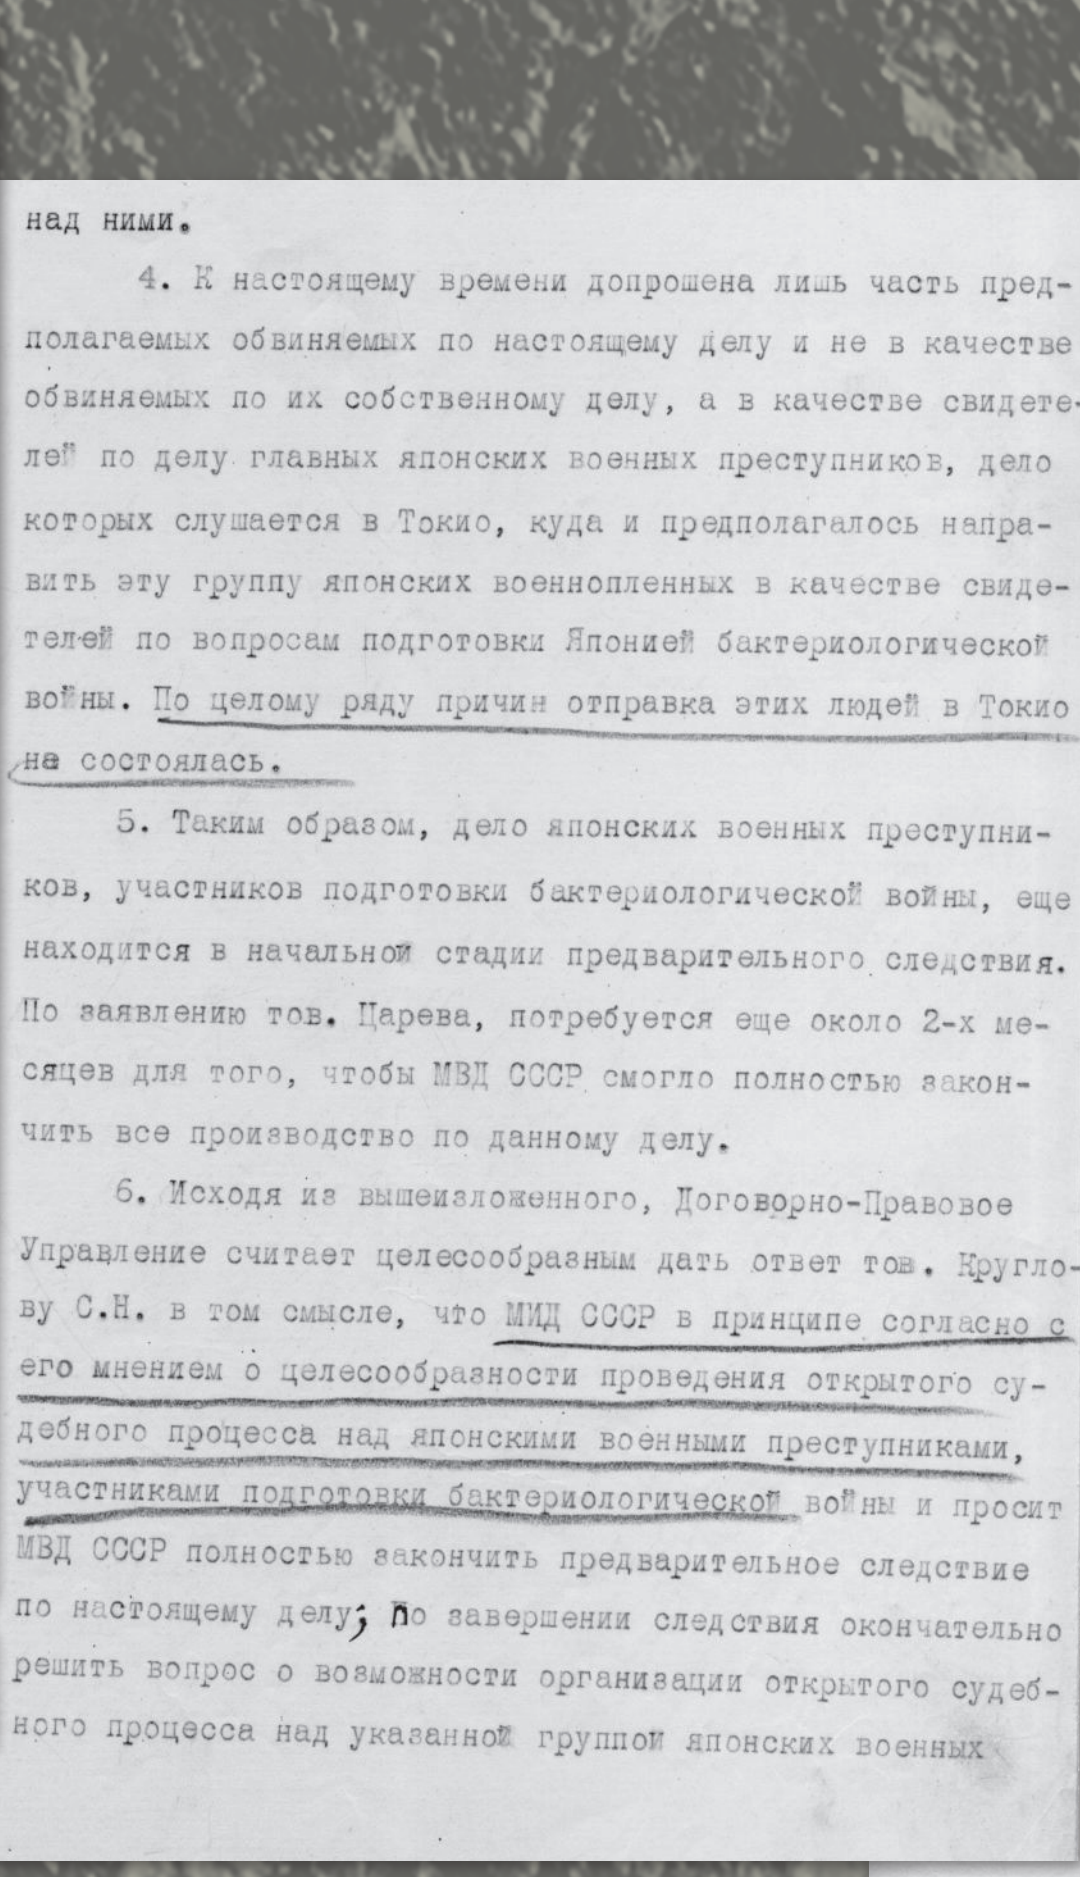 над ними.
4. К настоящему времени допрошена лишь часть пред-
полагаемых обвиняемых по настоящему делу и не в качестве
обвиняемых по их собственному делу, а в качестве свидете-
лей по делу главных японских военных преступников, дело
которых слушается в Токио, куда и предполагалось напра-
вить эту группу японских военнопленных в качестве свиде-
телей по вопросам подготовки Японией бактериологической
войны. По целому ряду причин отправка этих людей в Токио
не состоялась.
5. Таким образом, дело японских военных преступни-
ков, участников подготовки бактериологической войны, еще
находится в начальной стадии предварительного следствия.
По заявлению тов. Царева, потребуется еще около 2-х ме-
сяцев для того, чтобы МВД СССР смогло полностью закон-
чить все производство по данному делу.
6. Исходя из вышеизложенного, Договорно-Правовое
Управление считает целесообразным дать ответ тов. Кругло-
ву С.Н. в том смысле, что МИД СССР в принципе согласно с
его мнением о целесообразности проведения открытого су-
дебного процесса над японскими военными преступниками,
участниками подготовки бактериологической войны и просит
МВД СССР полностью закончить предварительное следствие
по настоящему делу; По завершении следствия окончательно
решить вопрос о возможности организации открытого судеб-
ного процесса над указанной группой японских военных